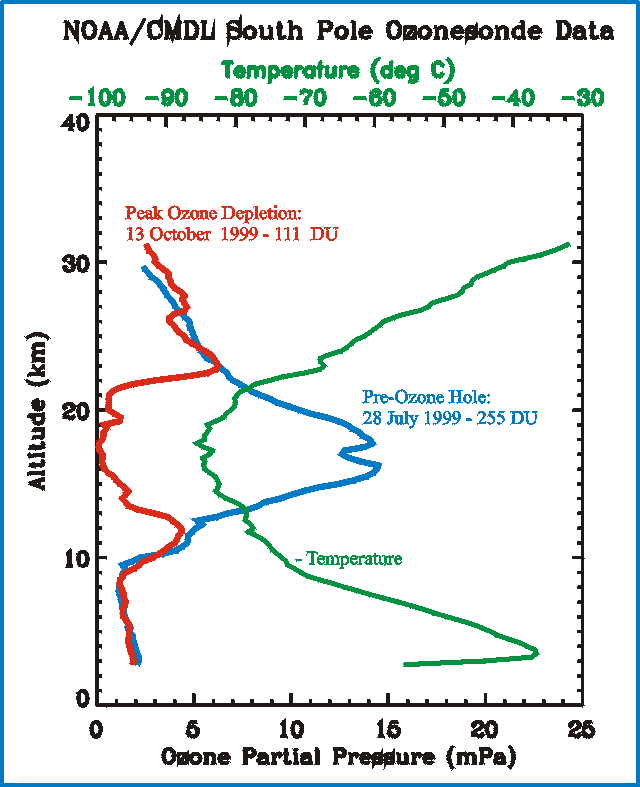 NOAA/CMDL South Pole Ozonesonde Data
Temperature (deg C)
-100 -90 -80 -70 -60 -50 -40 -30
40
Peak Ozone Depletion:
13 October 1999 - 111 DU
30
Pre-Ozone Hole:
28 July 1999 - 255 DU
20
Altitude (km)
- Temperature
10
0
0 5 10 15 20 25
Ozone Partial Pressure (mPa)